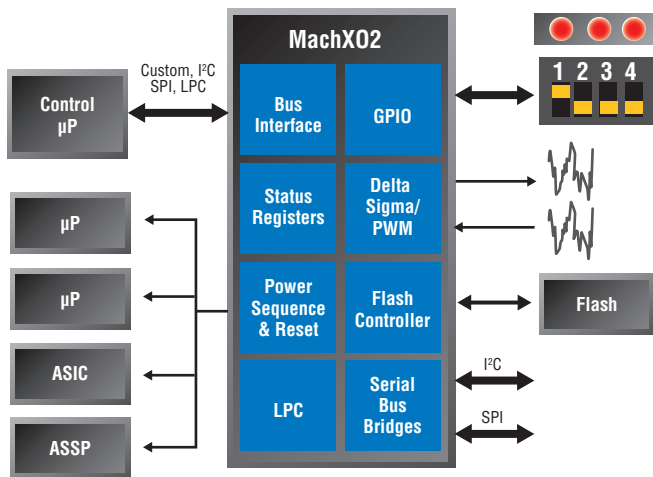 MachXO2
Custom, I²C
SPI, LPC
Control
µP
Bus
Interface
GPIO
1 2 3 4
Status
Registers
Delta
Sigma/
PWM
µP
µP
Power
Sequence
& Reset
Flash
Controller
Flash
ASIC
LPC
Serial
Bus
Bridges
I²C
SPI
ASSP